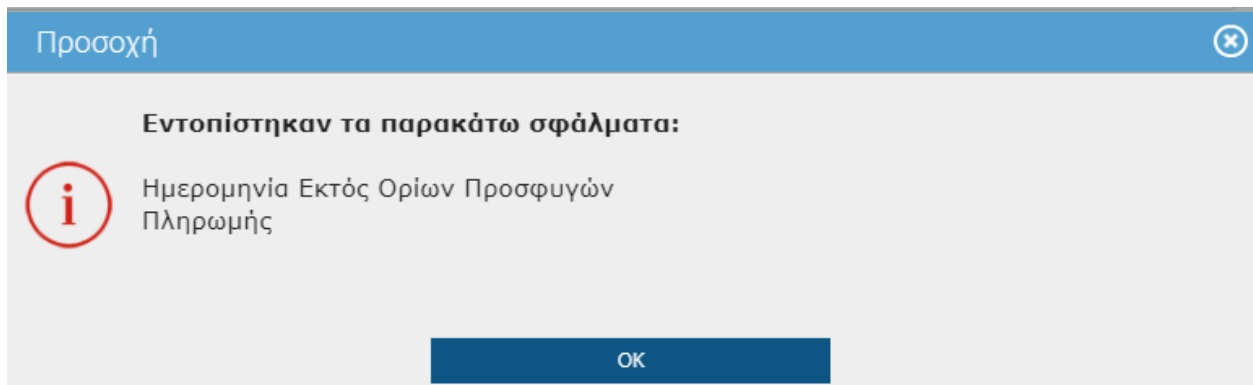 Προσοχή
Εντοπίστηκαν τα παρακάτω σφάλματα:
Ημερομηνία Εκτός Ορίων Προσφυγών
Πληρωμής
OK